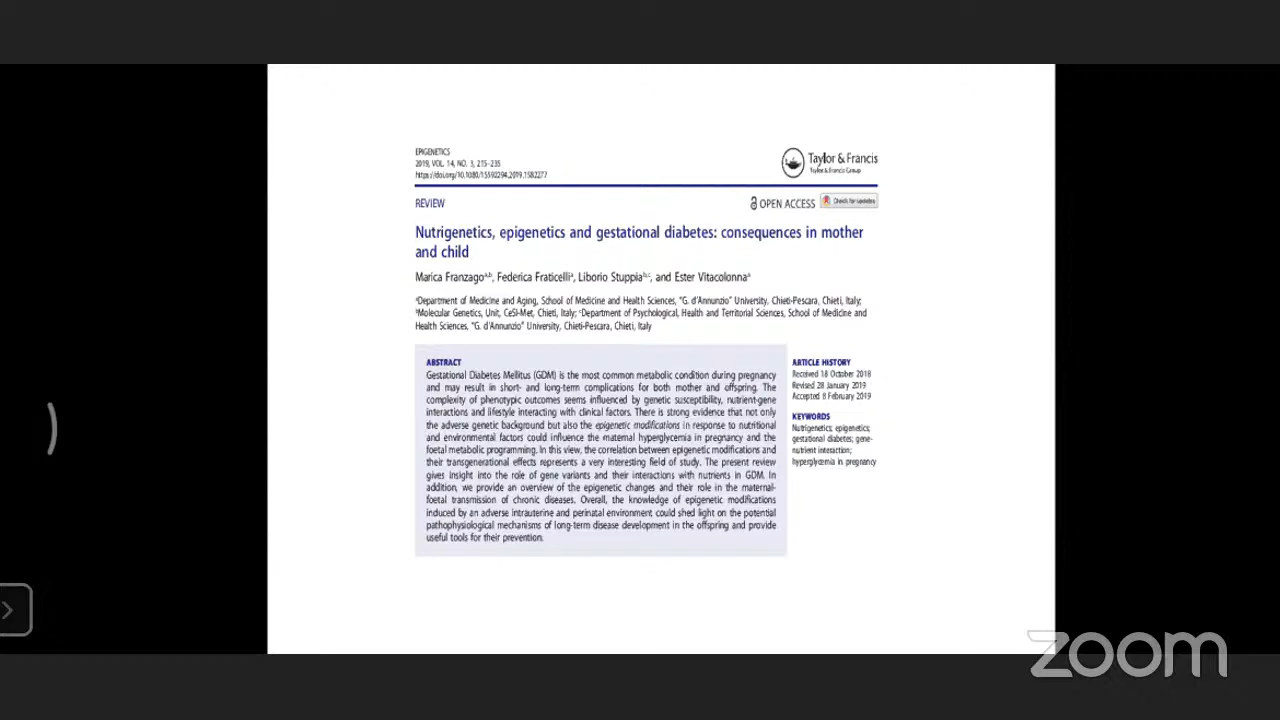 EPIGENETICS
2019, VOL. 14, NO. 3, 215–235
https://doi.org/10.1080/15592294.2019.1582277
Taylor & Francis
Taylor & Francis Group
REVIEW
OPEN ACCESS
Check for updates
Nutrigenetics, epigenetics and gestational diabetes: consequences in mother
and child
Marica Franzagoa,b, Federica Fraticellia, Liborio Stuppiab,c, and Ester Vitacolonnaa
aDepartment of Medicine and Aging, School of Medicine and Health Sciences, "G. d'Annunzio" University, Chieti-Pescara, Chieti, Italy;
bMolecular Genetics, Unit, CeSI-Met, Chieti, Italy; cDepartment of Psychological, Health and Territorial Sciences, School of Medicine and
Health Sciences, "G. d'Annunzio" University, Chieti-Pescara, Chieti, Italy
ABSTRACT
Gestational Diabetes Mellitus (GDM) is the most common metabolic condition during pregnancy
and may result in short- and long-term complications for both mother and offspring. The
complexity of phenotypic outcomes seems influenced by genetic susceptibility, nutrient-gene
interactions and lifestyle interacting with clinical factors. There is strong evidence that not only
the adverse genetic background but also the epigenetic modifications in response to nutritional
and environmental factors could influence the maternal hyperglycemia in pregnancy and the
foetal metabolic programming. In this view, the correlation between epigenetic modifications and
their transgenerational effects represents a very interesting field of study. The present review
gives insight into the role of gene variants and their interactions with nutrients in GDM. In
addition, we provide an overview of the epigenetic changes and their role in the maternal-
foetal transmission of chronic diseases. Overall, the knowledge of epigenetic modifications
induced by an adverse intrauterine and perinatal environment could shed light on the potential
pathophysiological mechanisms of long-term disease development in the offspring and provide
useful tools for their prevention.
ARTICLE HISTORY
Received 18 October 2018
Revised 28 January 2019
Accepted 8 February 2019
KEYWORDS
Nutrigenetics; epigenetics;
gestational diabetes; gene-
nutrient interaction;
hyperglycemia in pregnancy
zoom